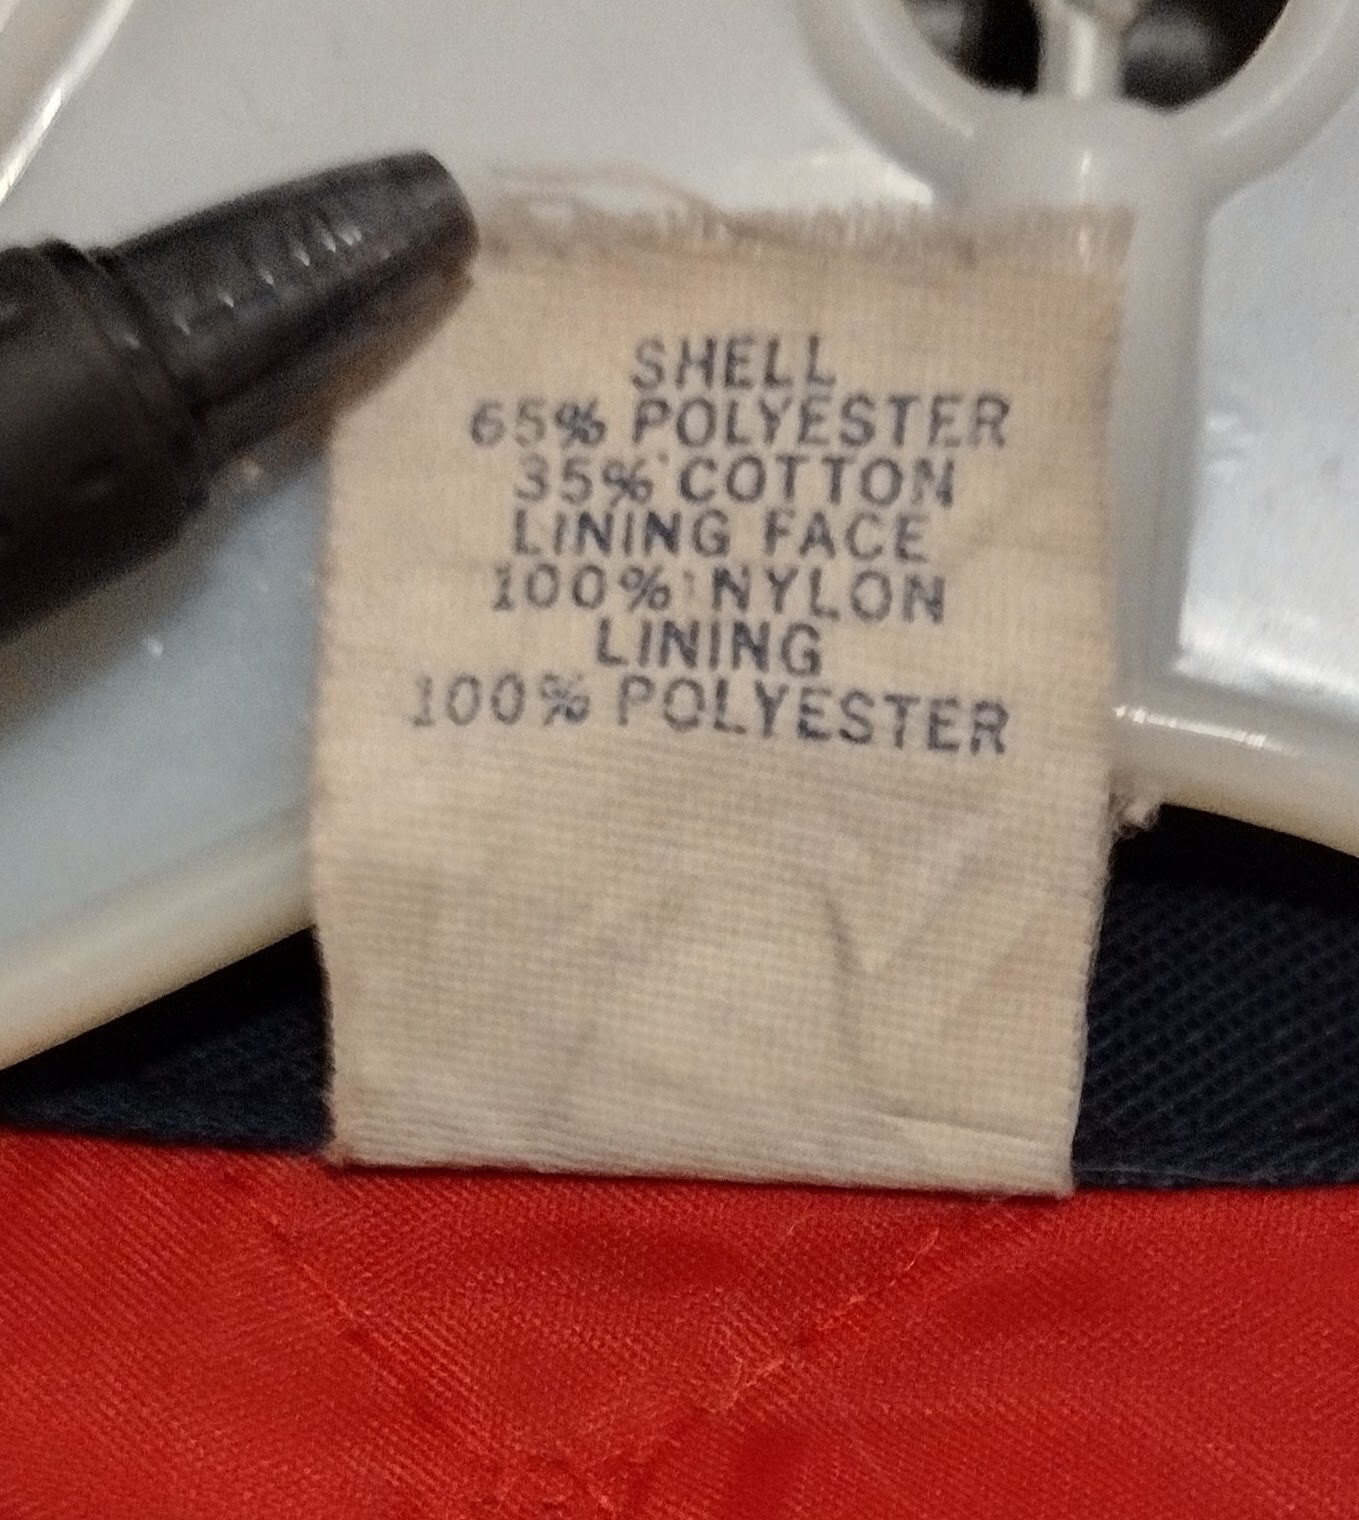 SHELL
65% POLYESTER
35% COTTON
LINING FACE
100% NYLON
LINING
100% POLYESTER